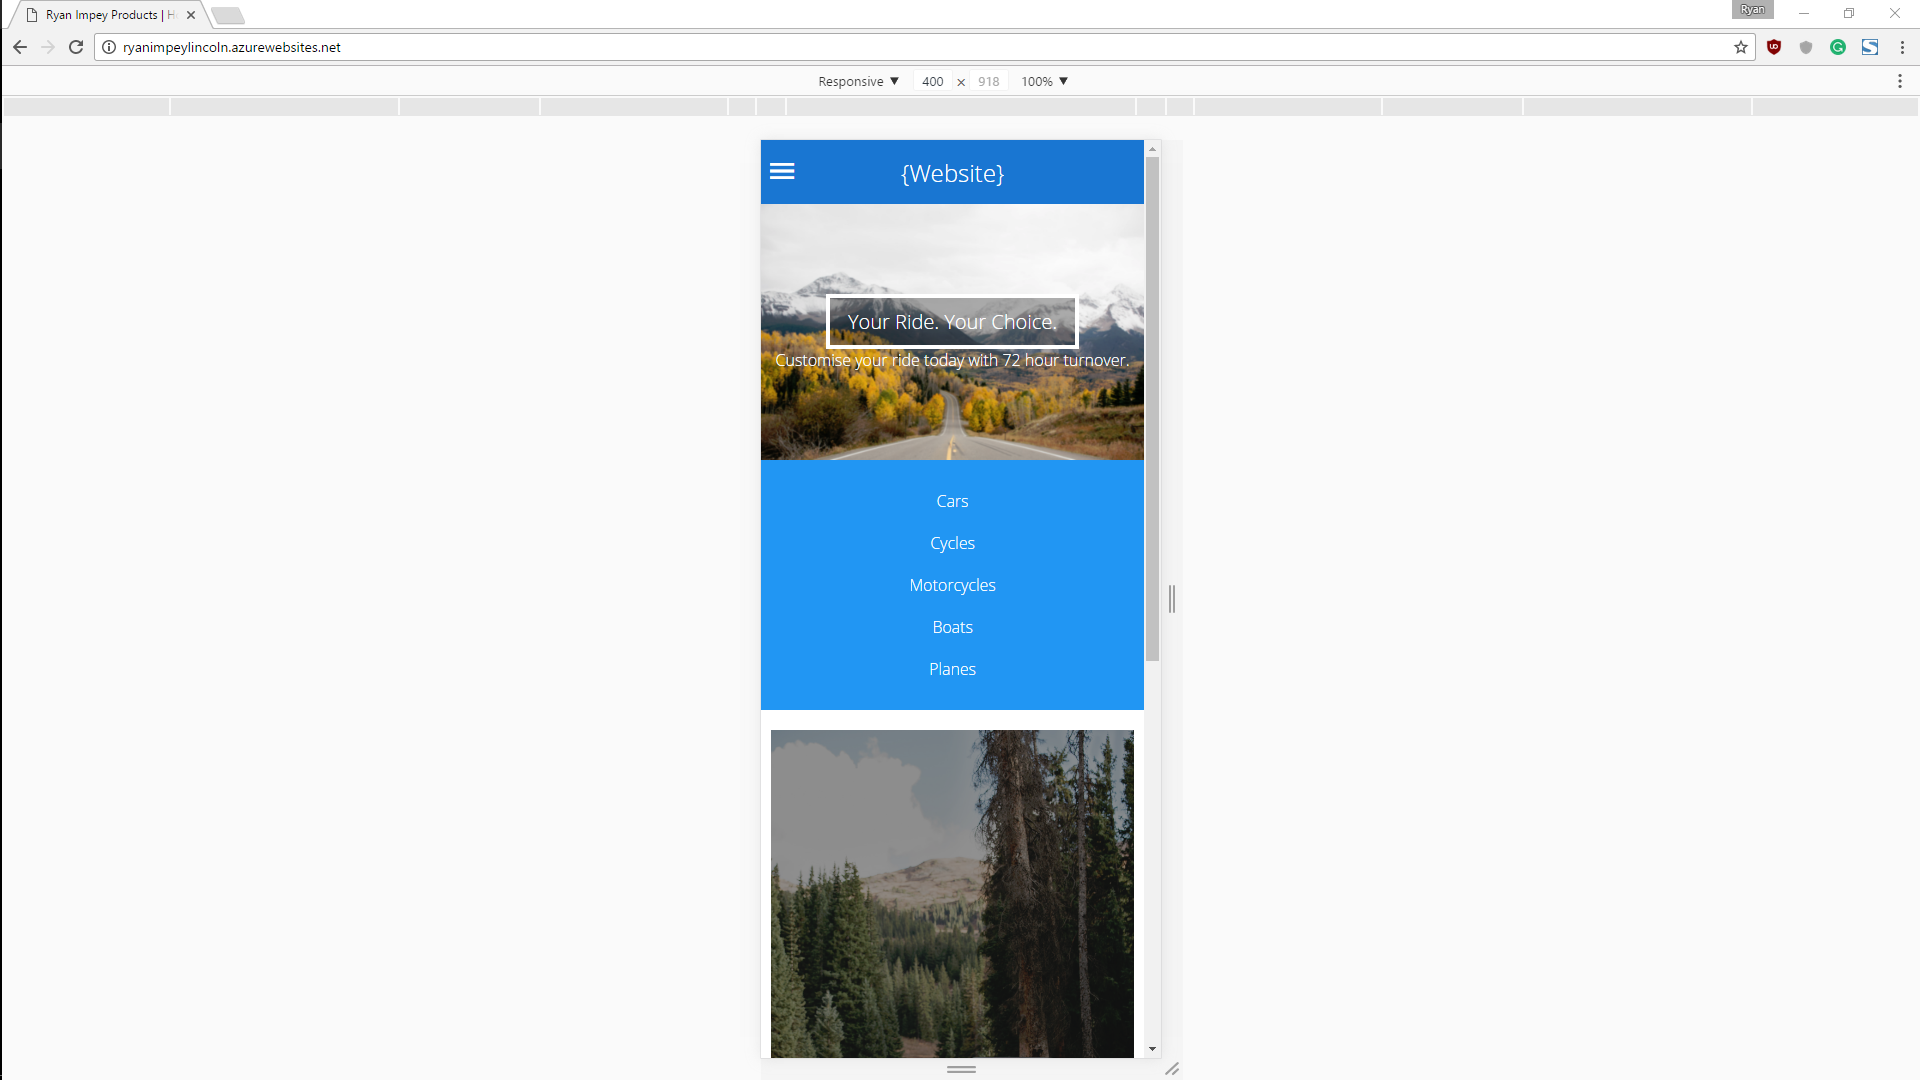 Ryan Impey Products | H
Ryan
ryanimpeylincoln.azurewebsites.net
Responsive ▼ 400 × 918 100% ▼
{Website}
Your Ride. Your Choice.
Customise your ride today with 72 hour turnover.
Cars
Cycles
Motorcycles
Boats
Planes